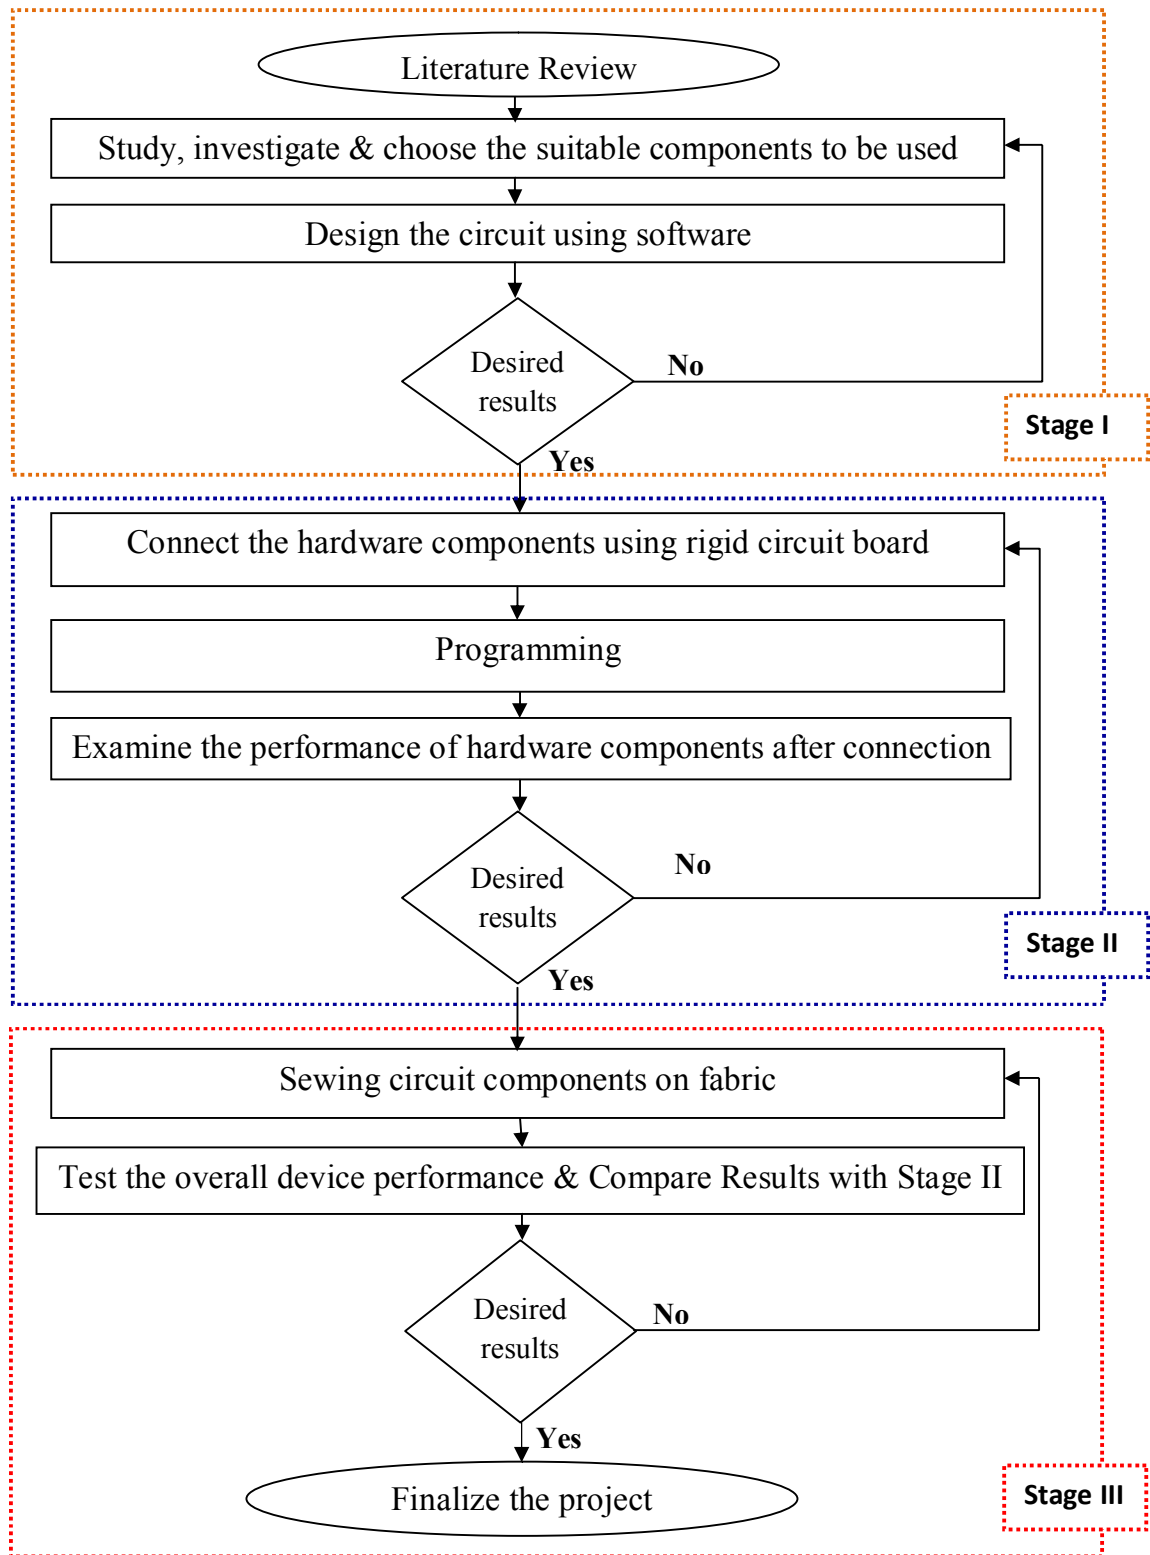 Literature Review
Study, investigate & choose the suitable components to be used
Design the circuit using software
Desired
results
No
Stage I
Yes
Connect the hardware components using rigid circuit board
Programming
Examine the performance of hardware components after connection
Desired
results
No
Stage II
Yes
Sewing circuit components on fabric
Test the overall device performance & Compare Results with Stage II
Desired
results
No
Yes
Finalize the project
Stage III